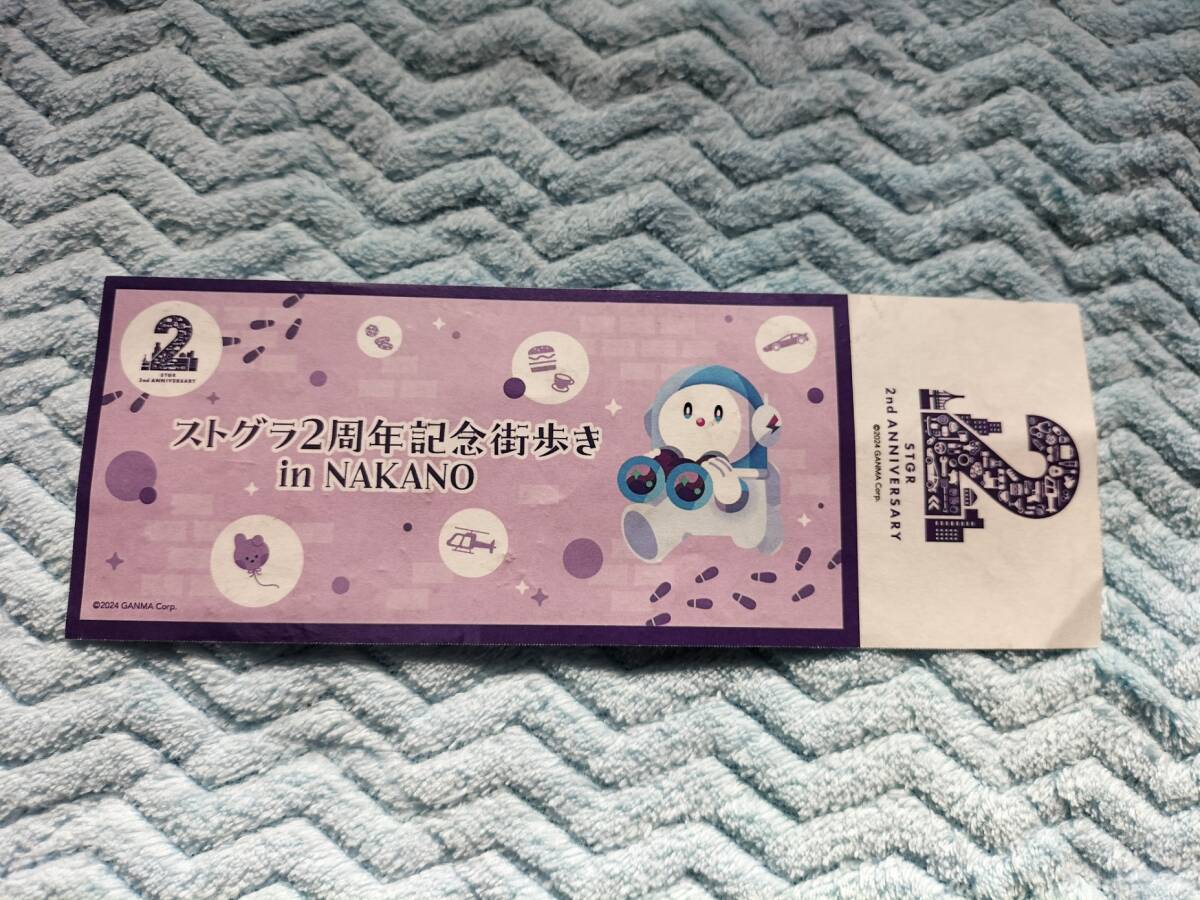 2
STGR
2nd ANNIVERSARY
ストグラ2周年記念街歩き
in NAKANO
©2024 GANMA Corp.
2
STGR
2nd ANNIVERSARY
©2024 GANMA Corp.